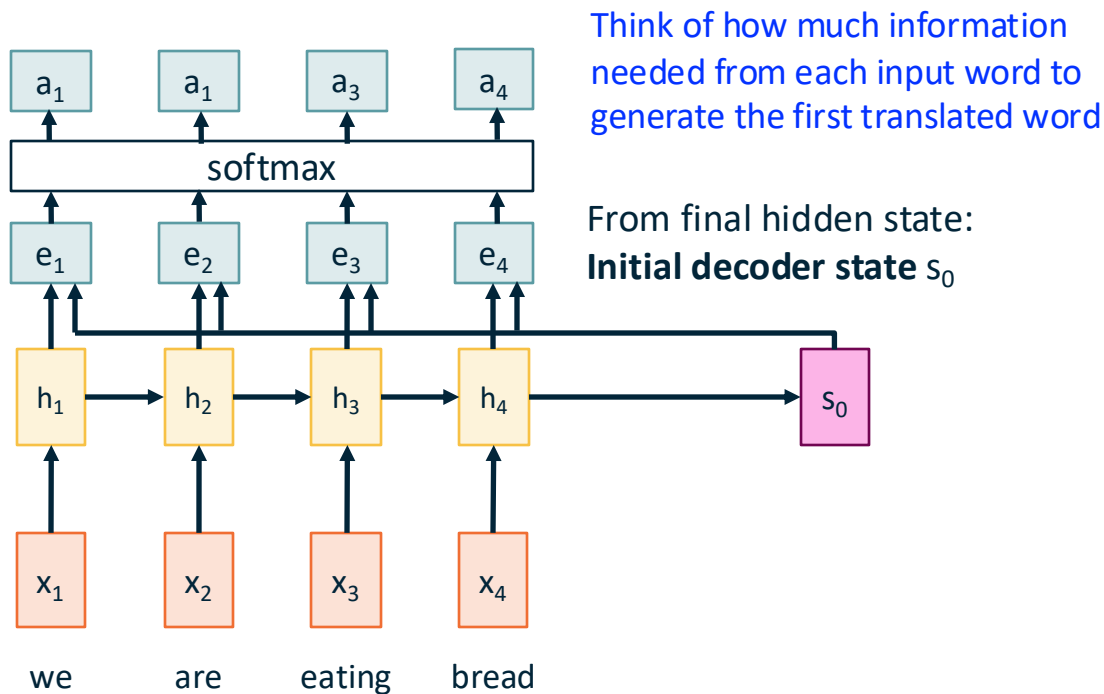 Think of how much information
needed from each input word to
generate the first translated word
a₁ a₁ a₃ a₄
softmax
From final hidden state:
Initial decoder state s₀
e₁ e₂ e₃ e₄
h₁ h₂ h₃ h₄ s₀
x₁ x₂ x₃ x₄
we are eating bread